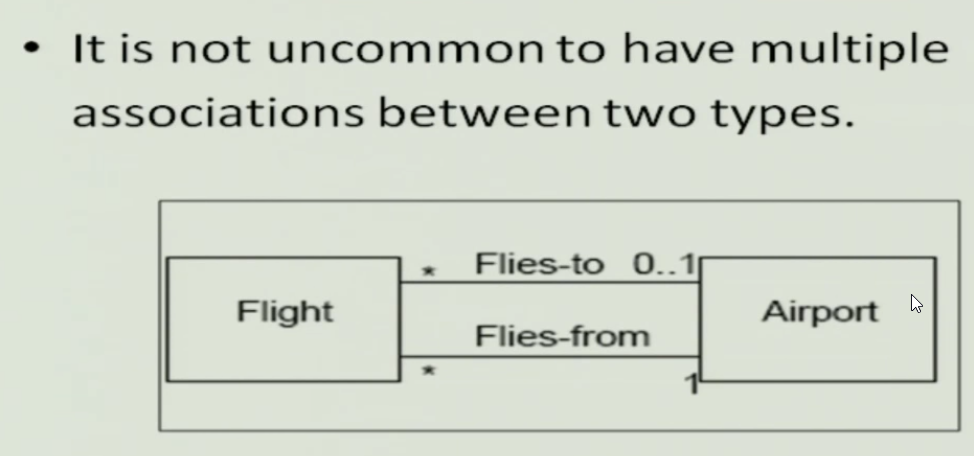 • It is not uncommon to have multiple
associations between two types.
* Flies-to 0..1
Flight Airport
Flies-from
* 1